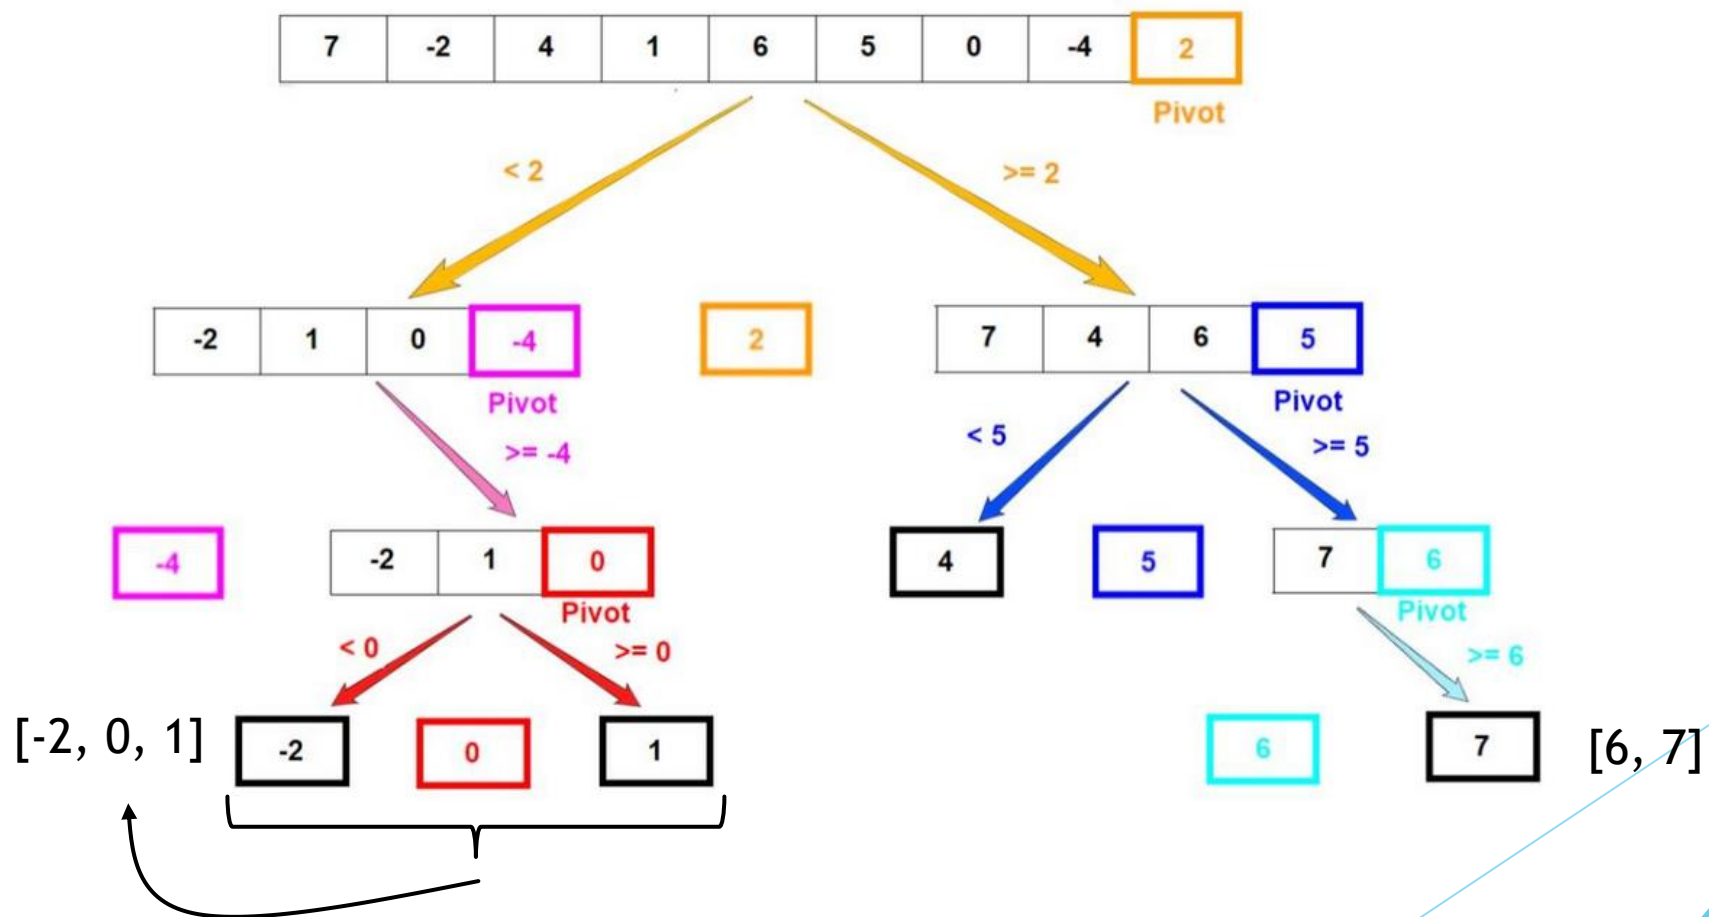 7 -2 4 1 6 5 0 -4 2
Pivot
< 2 >= 2
-2 1 0 -4 2 7 4 6 5
Pivot Pivot
< 5 >= 5
>= -4
-4 -2 1 0 4 5 7 6
Pivot Pivot
< 0 >= 0 >= 6
[-2, 0, 1] -2 0 1 6 7 [6, 7]